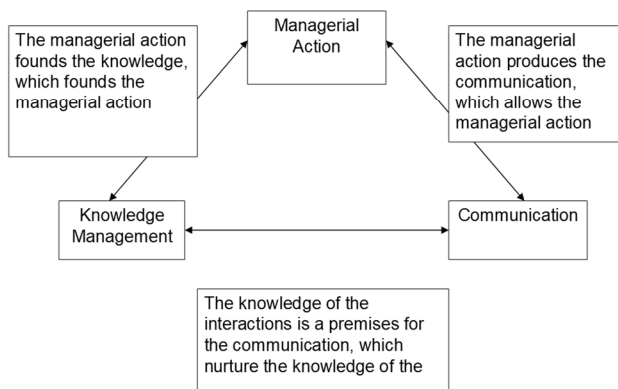 The managerial action
founds the knowledge,
which founds the
managerial action
Managerial
Action
The managerial
action produces the
communication,
which allows the
managerial action
Knowledge
Management
Communication
The knowledge of the
interactions is a premises for
the communication, which
nurture the knowledge of the